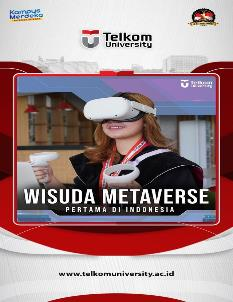 Kampus
Merdeka
Telkom
University
Telkom
University
WISUDA METAVERSE
PERTAMA DI INDONESIA
www.telkomuniversity.ac.id